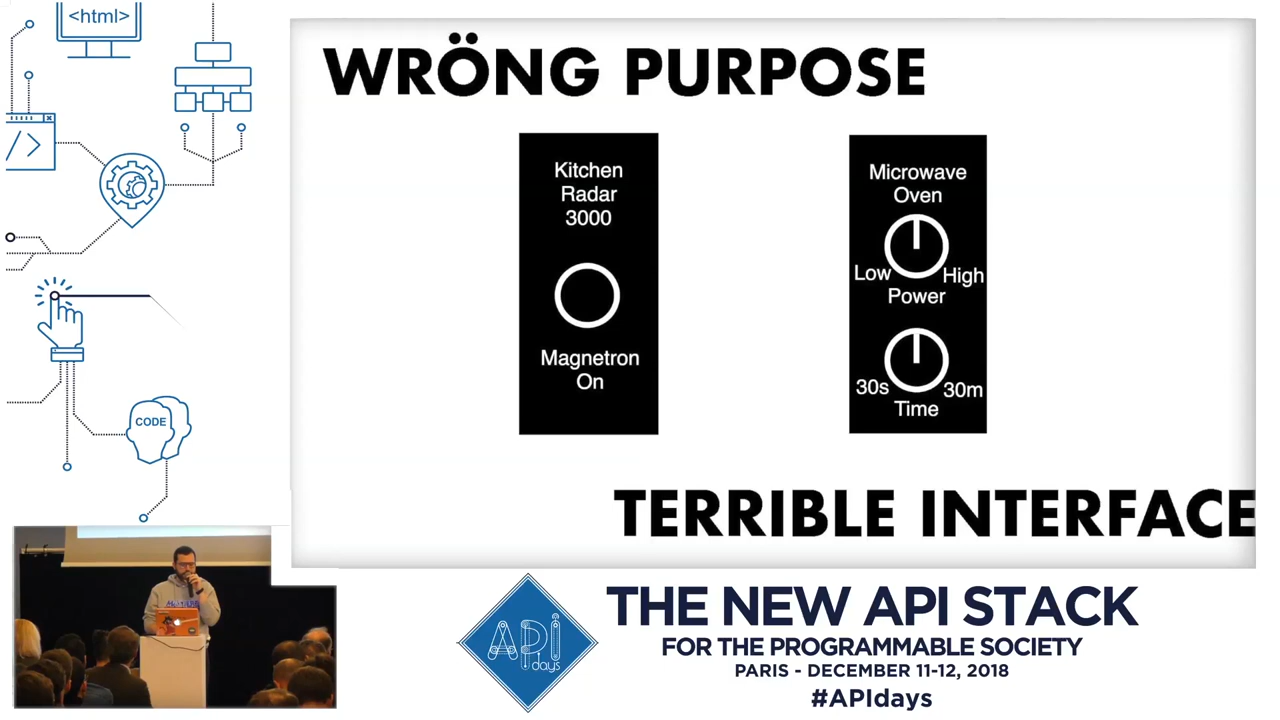 <html>
</>
CODE
WRÖNG PURPOSE
Kitchen
Radar
3000
Magnetron
On
Microwave
Oven
Low High
Power
30s 30m
Time
TERRIBLE INTERFACE
APi
days
THE NEW API STACK
FOR THE PROGRAMMABLE SOCIETY
PARIS - DECEMBER 11-12, 2018
#APIdays